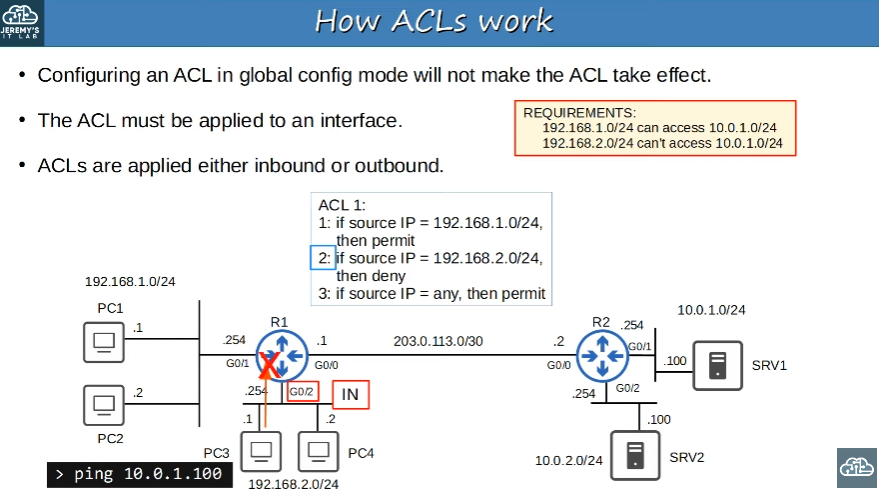 JEREMY'S
IT LAB
How ACLs work
• Configuring an ACL in global config mode will not make the ACL take effect.
• The ACL must be applied to an interface.
• ACLs are applied either inbound or outbound.
REQUIREMENTS:
192.168.1.0/24 can access 10.0.1.0/24
192.168.2.0/24 can't access 10.0.1.0/24
ACL 1:
1: if source IP = 192.168.1.0/24,
then permit
2: if source IP = 192.168.2.0/24,
then deny
3: if source IP = any, then permit
192.168.1.0/24
PC1
.1
.2
PC2
.254
G0/1
R1
.1
G0/0
203.0.113.0/30
.2
G0/0
R2
.254
G0/1
10.0.1.0/24
.100
SRV1
.254
G0/2
IN
.1
.2
PC3
PC4
192.168.2.0/24
> ping 10.0.1.100
.254
G0/2
.100
10.0.2.0/24
SRV2